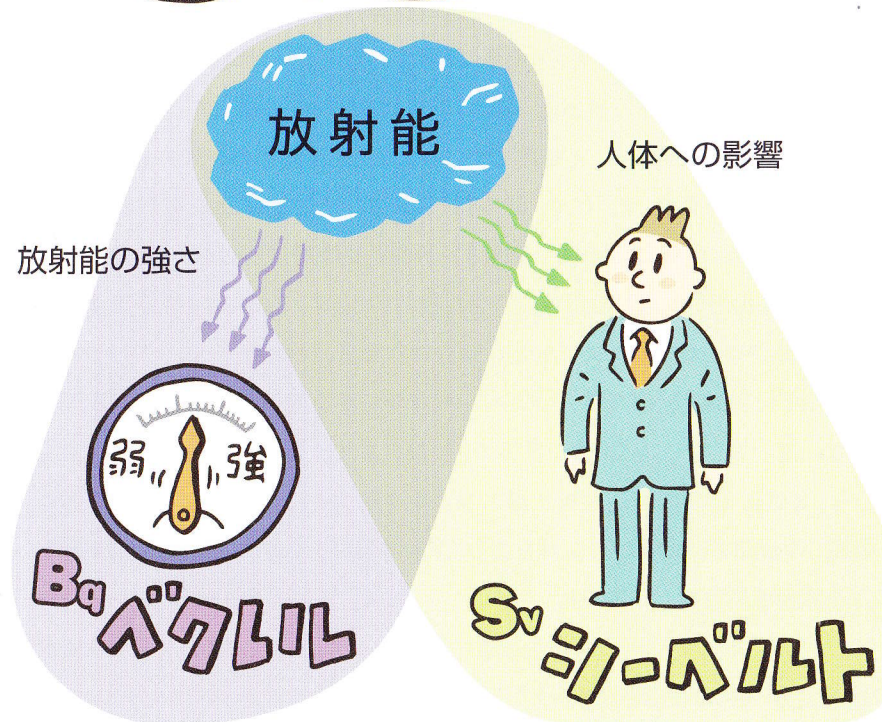 放射能
人体への影響
放射能の強さ
弱 強
Bq ベクレル
Sv シーベルト